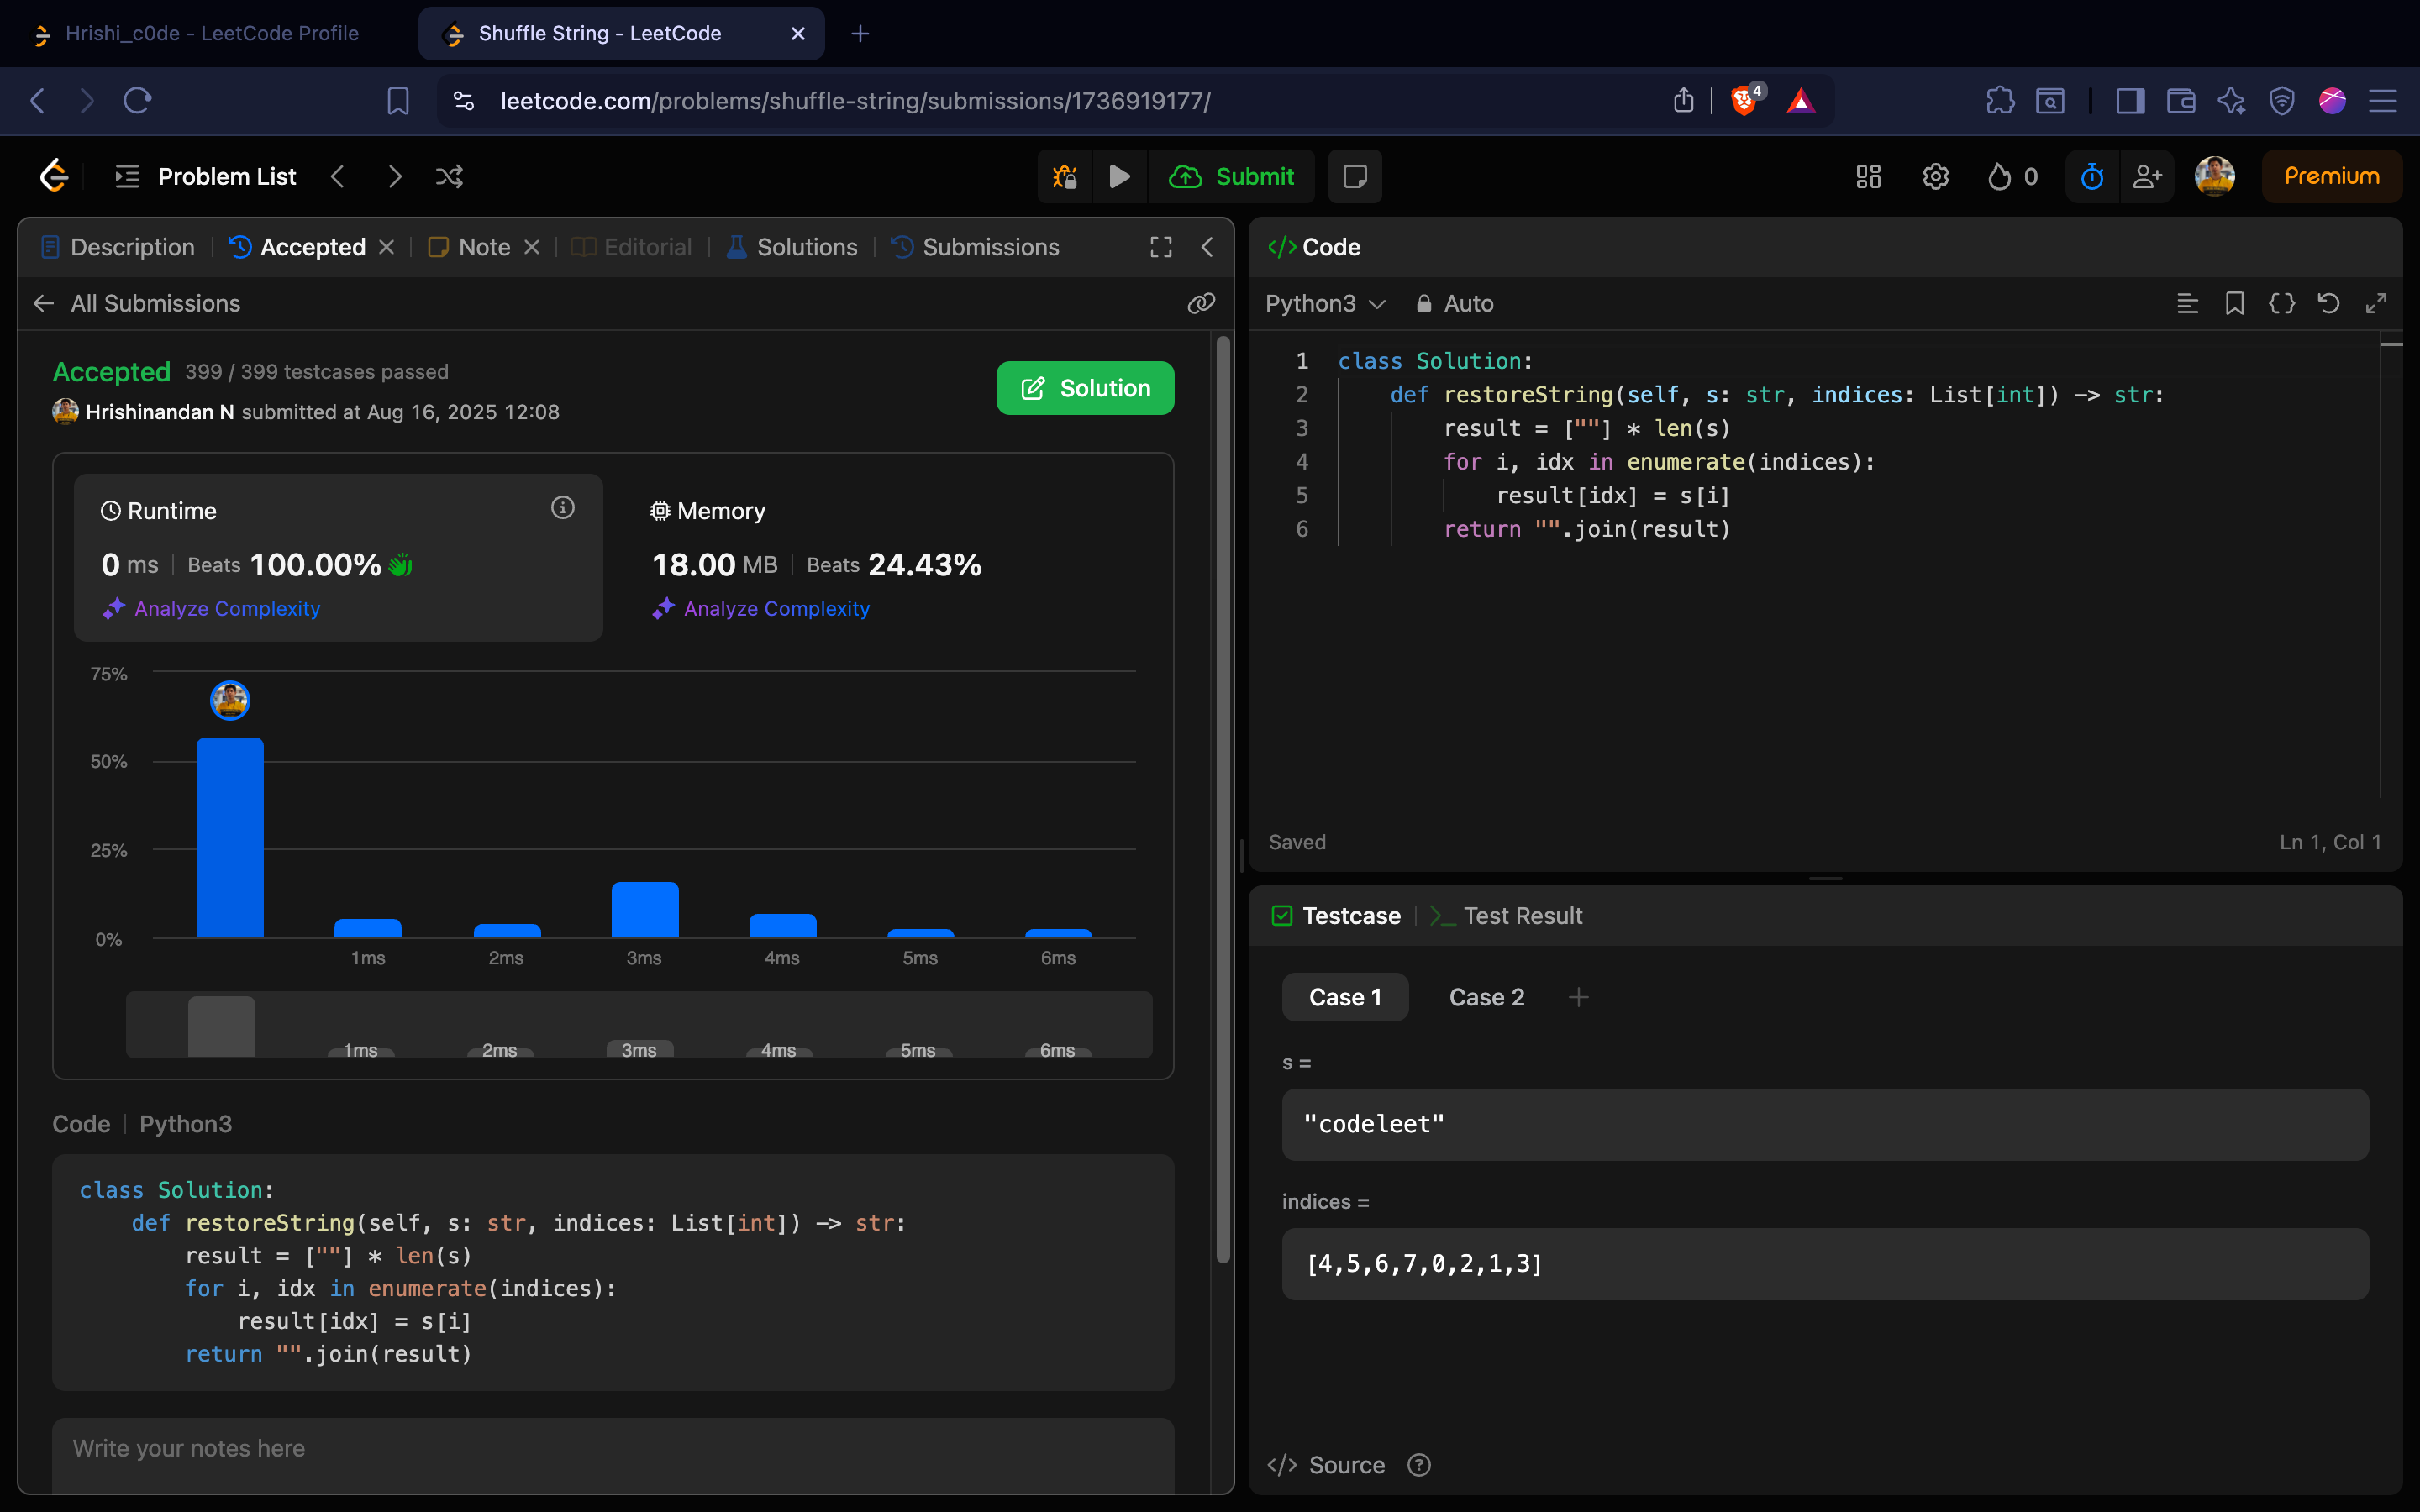 Hrishi_c0de - LeetCode Profile
Shuffle String - LeetCode
leetcode.com/problems/shuffle-string/submissions/1736919177/
4
Problem List
Submit
0
Premium
Description
Accepted
Note
Editorial
Solutions
Submissions
All Submissions
Accepted 399 / 399 testcases passed
Hrishinandan N submitted at Aug 16, 2025 12:08
Solution
Runtime
0 ms Beats 100.00%
Analyze Complexity
Memory
18.00 MB Beats 24.43%
Analyze Complexity
75%
50%
25%
0%
1ms 2ms 3ms 4ms 5ms 6ms
1ms 2ms 3ms 4ms 5ms 6ms
Code Python3
class Solution:
    def restoreString(self, s: str, indices: List[int]) -> str:
        result = [""] * len(s)
        for i, idx in enumerate(indices):
            result[idx] = s[i]
        return "".join(result)
Write your notes here
</> Code
Python3 Auto
1 class Solution:
2     def restoreString(self, s: str, indices: List[int]) -> str:
3         result = [""] * len(s)
4         for i, idx in enumerate(indices):
5             result[idx] = s[i]
6         return "".join(result)
Saved
Ln 1, Col 1
Testcase
>_ Test Result
Case 1
Case 2
s =
"codeleet"
indices =
[4,5,6,7,0,2,1,3]
</> Source